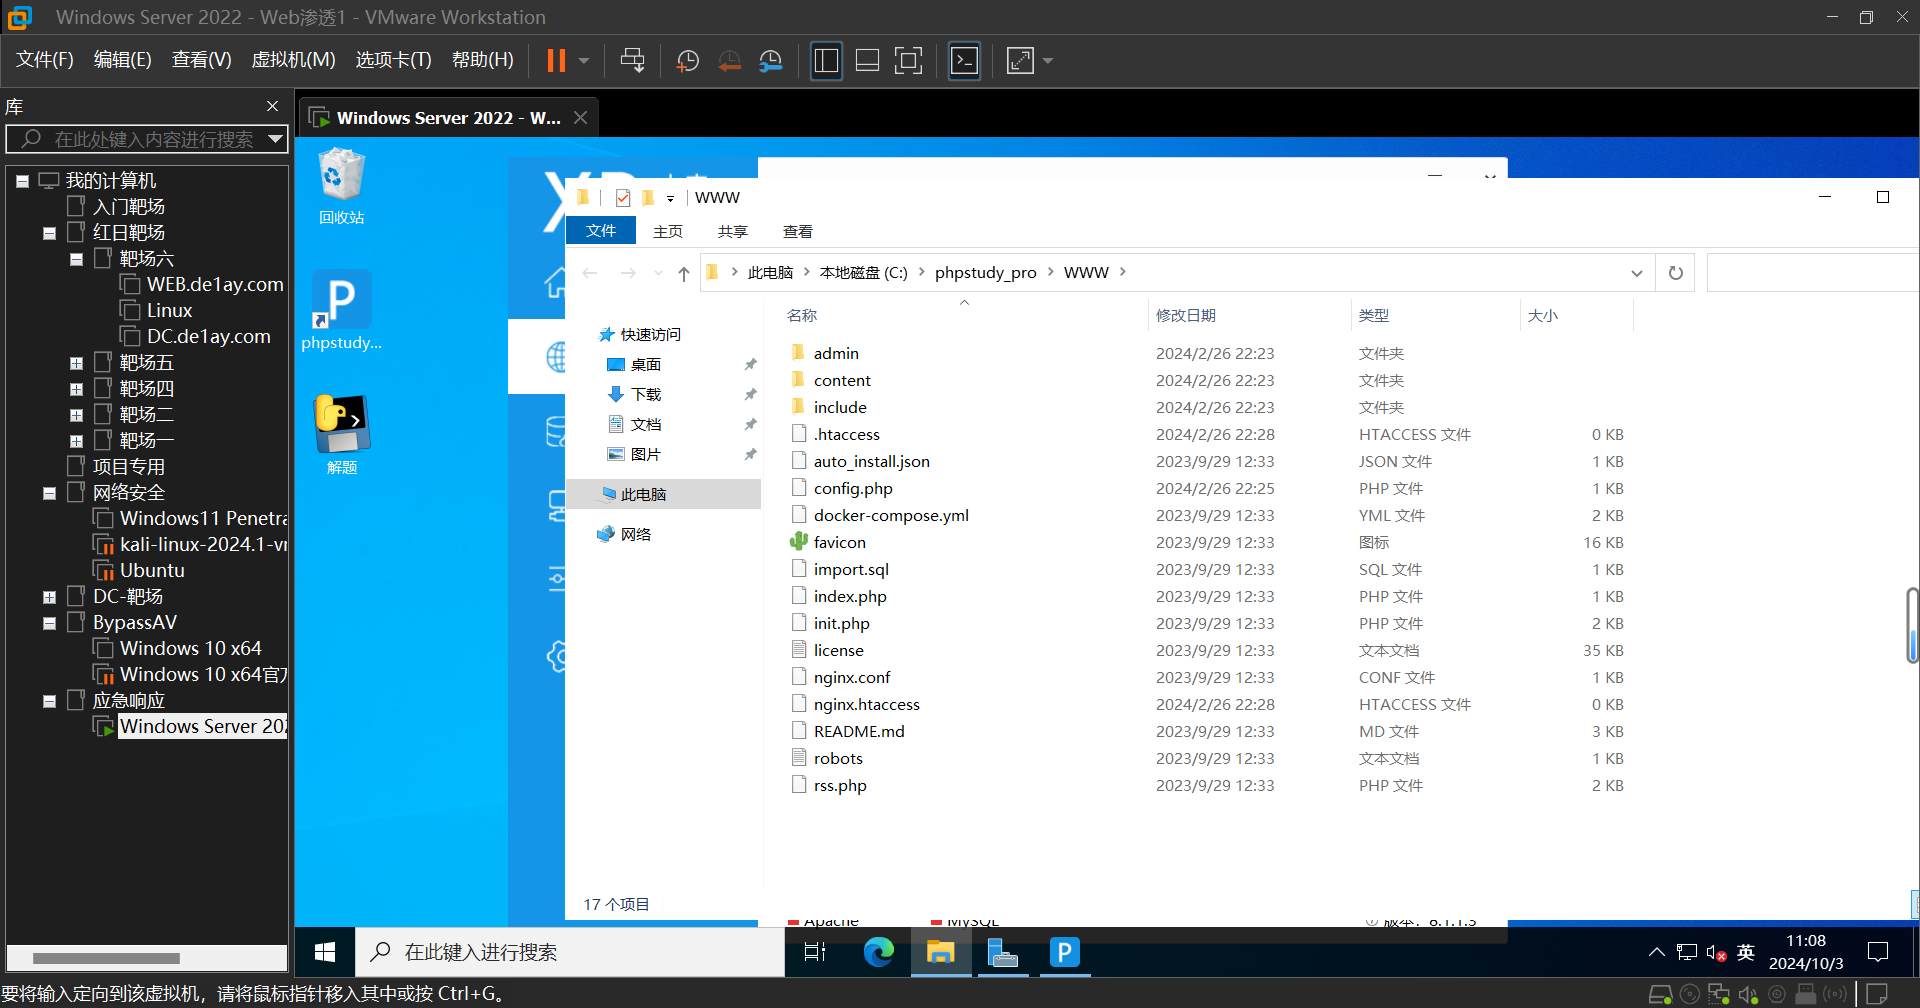 Windows Server 2022 - Web渗透1 - VMware Workstation
文件(F) 编辑(E) 查看(V) 虚拟机(M) 选项卡(T) 帮助(H)
库
在此处键入内容进行搜索
我的计算机
入门靶场
红日靶场
靶场六
WEB.de1ay.com
Linux
DC.de1ay.com
靶场五
靶场四
靶场二
靶场一
项目专用
网络安全
Windows11 Penetra
kali-linux-2024.1-vr
Ubuntu
DC-靶场
BypassAV
Windows 10 x64
Windows 10 x64官方
应急响应
Windows Server 202
Windows Server 2022 - W...
回收站
phpstudy...
解题
WWW
文件 主页 共享 查看
此电脑 本地磁盘 (C:) phpstudy_pro WWW
快速访问
桌面
下载
文档
图片
此电脑
网络
名称 修改日期 类型 大小
admin 2024/2/26 22:23 文件夹
content 2024/2/26 22:23 文件夹
include 2024/2/26 22:23 文件夹
.htaccess 2024/2/26 22:28 HTACCESS 文件 0 KB
auto_install.json 2023/9/29 12:33 JSON 文件 1 KB
config.php 2024/2/26 22:25 PHP 文件 1 KB
docker-compose.yml 2023/9/29 12:33 YML 文件 2 KB
favicon 2023/9/29 12:33 图标 16 KB
import.sql 2023/9/29 12:33 SQL 文件 1 KB
index.php 2023/9/29 12:33 PHP 文件 1 KB
init.php 2023/9/29 12:33 PHP 文件 2 KB
license 2023/9/29 12:33 文本文档 35 KB
nginx.conf 2023/9/29 12:33 CONF 文件 1 KB
nginx.htaccess 2024/2/26 22:28 HTACCESS 文件 0 KB
README.md 2023/9/29 12:33 MD 文件 3 KB
robots 2023/9/29 12:33 文本文档 1 KB
rss.php 2023/9/29 12:33 PHP 文件 2 KB
17 个项目
Apache MySQL 版本: 8.1.1.3
在此键入进行搜索
英
11:08
2024/10/3
要将输入定向到该虚拟机，请将鼠标指针移入其中或按 Ctrl+G。